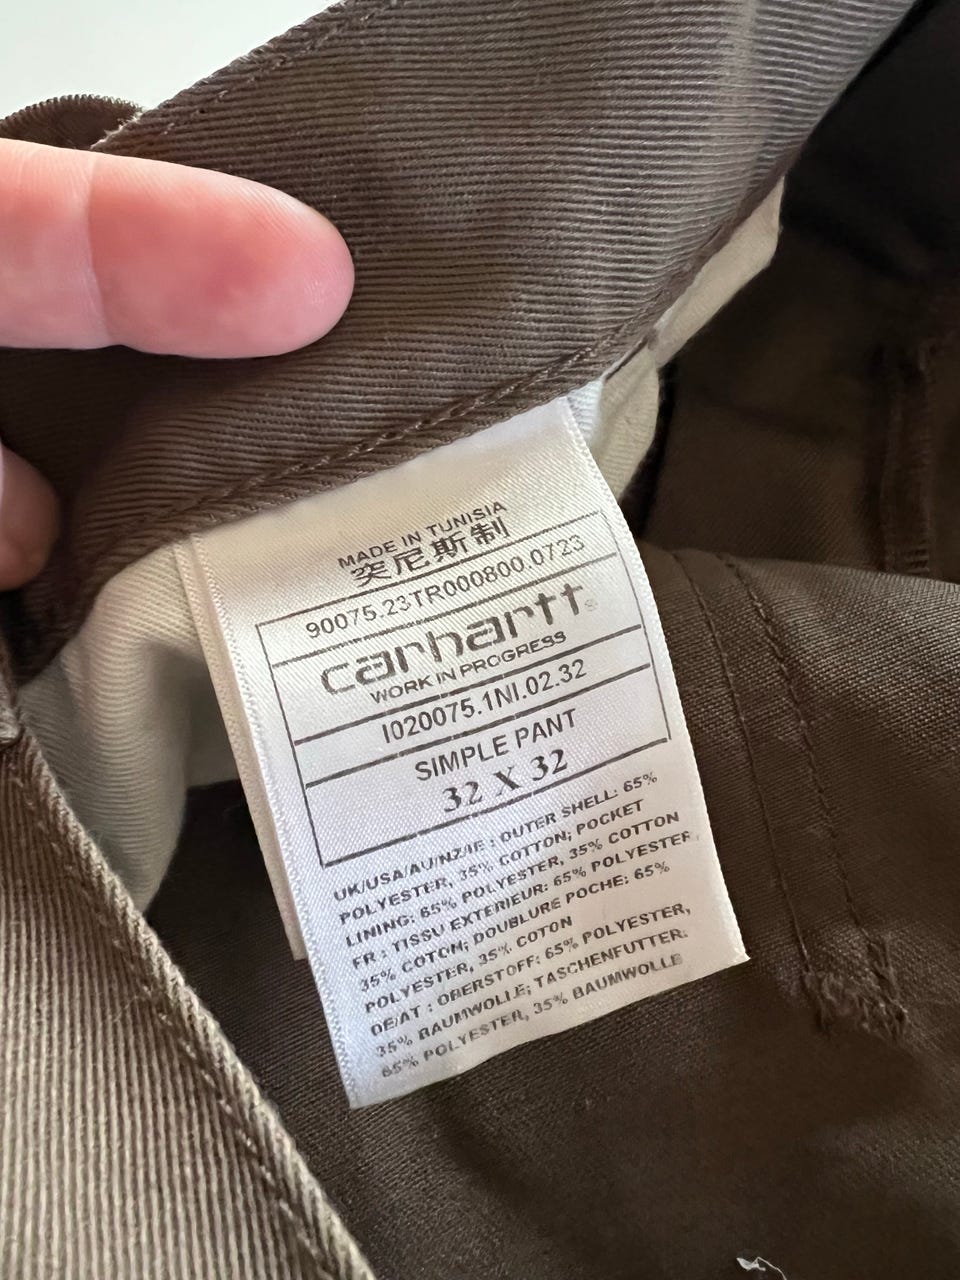 MADE IN TUNISIA
突尼斯制
90075.23TR000800.0723
carhartt®
WORK IN PROGRESS
I020075.1NI.02.32
SIMPLE PANT
32 X 32
UK/USA/AU/NZ/IE : OUTER SHELL: 65%
POLYESTER, 35% COTTON; POCKET
LINING: 65% POLYESTER, 35% COTTON
FR : TISSU EXTERIEUR: 65% POLYESTER,
35% COTON; DOUBLURE POCHE: 65%
POLYESTER, 35% COTON
DE/AT : OBERSTOFF: 65% POLYESTER,
35% BAUMWOLLE; TASCHENFUTTER:
65% POLYESTER, 35% BAUMWOLLE